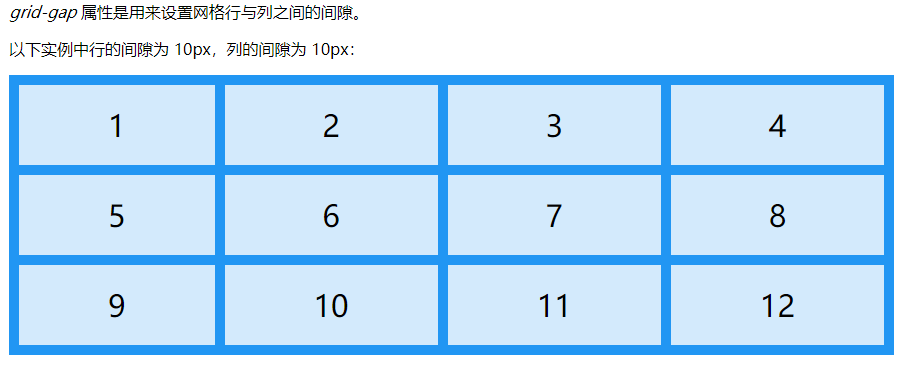 grid-gap 属性是用来设置网格行与列之间的间隙。
以下实例中行的间隙为 10px，列的间隙为 10px：
1 2 3 4
5 6 7 8
9 10 11 12